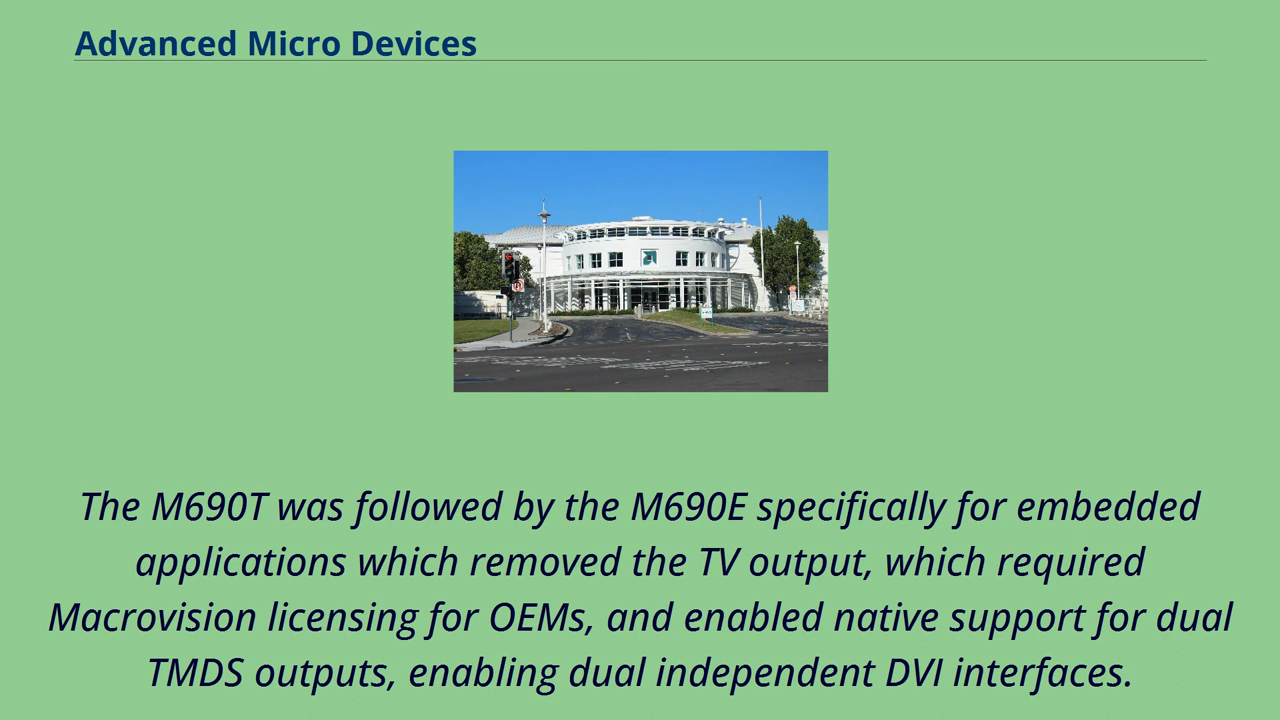 Advanced Micro Devices
The M690T was followed by the M690E specifically for embedded
applications which removed the TV output, which required
Macrovision licensing for OEMs, and enabled native support for dual
TMDS outputs, enabling dual independent DVI interfaces.